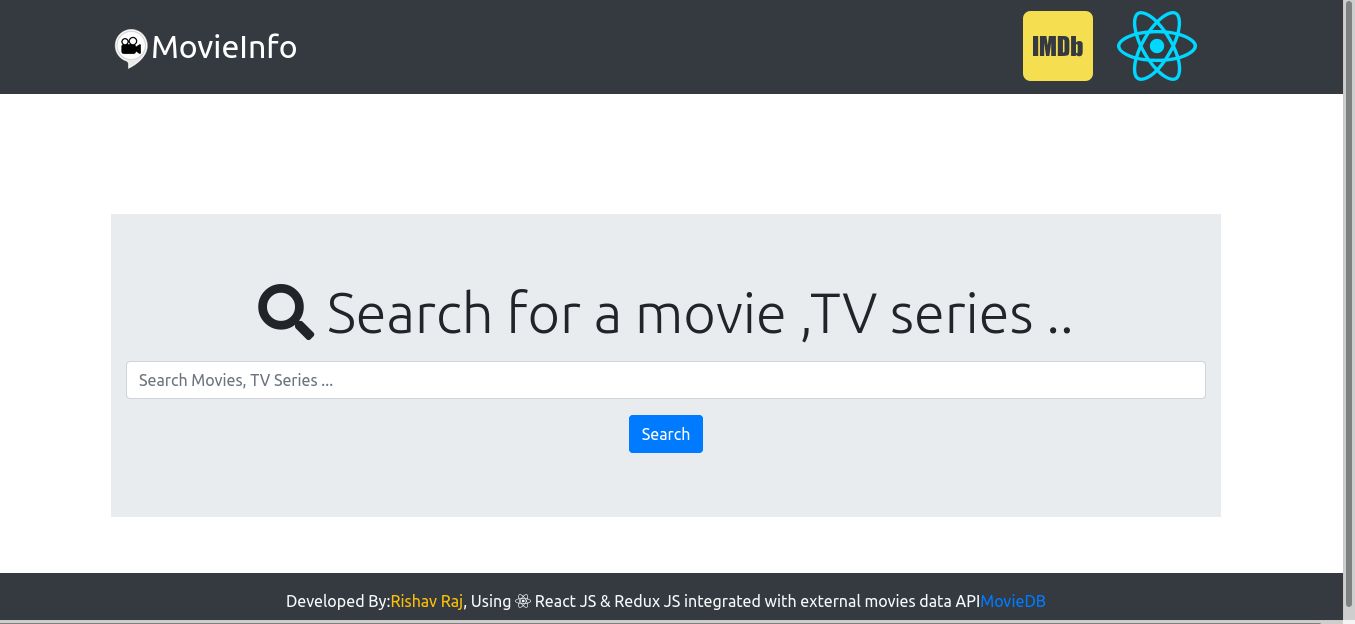 MovieInfo
IMDb
Search for a movie ,TV series ..
Search Movies, TV Series ...
Search
Developed By:Rishav Raj, Using React JS & Redux JS integrated with external movies data APIMovieDB